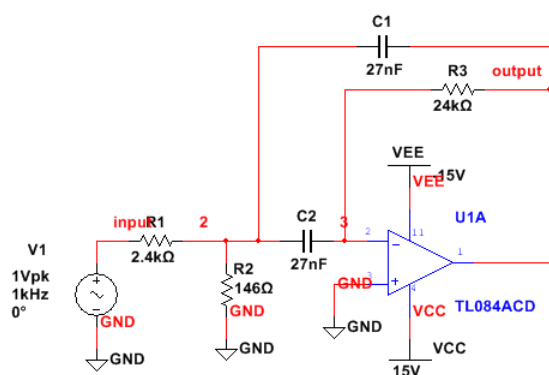 C1
27nF
R3
output
24kΩ
VEE
-15V
VEE
U1A
input
R1
2
C2
3
2
11
1
V1
2.4kΩ
27nF
1Vpk
1kHz
0°
R2
146Ω
GND
3
4
TL084ACD
GND
GND
VCC
GND
VCC
GND
GND
15V